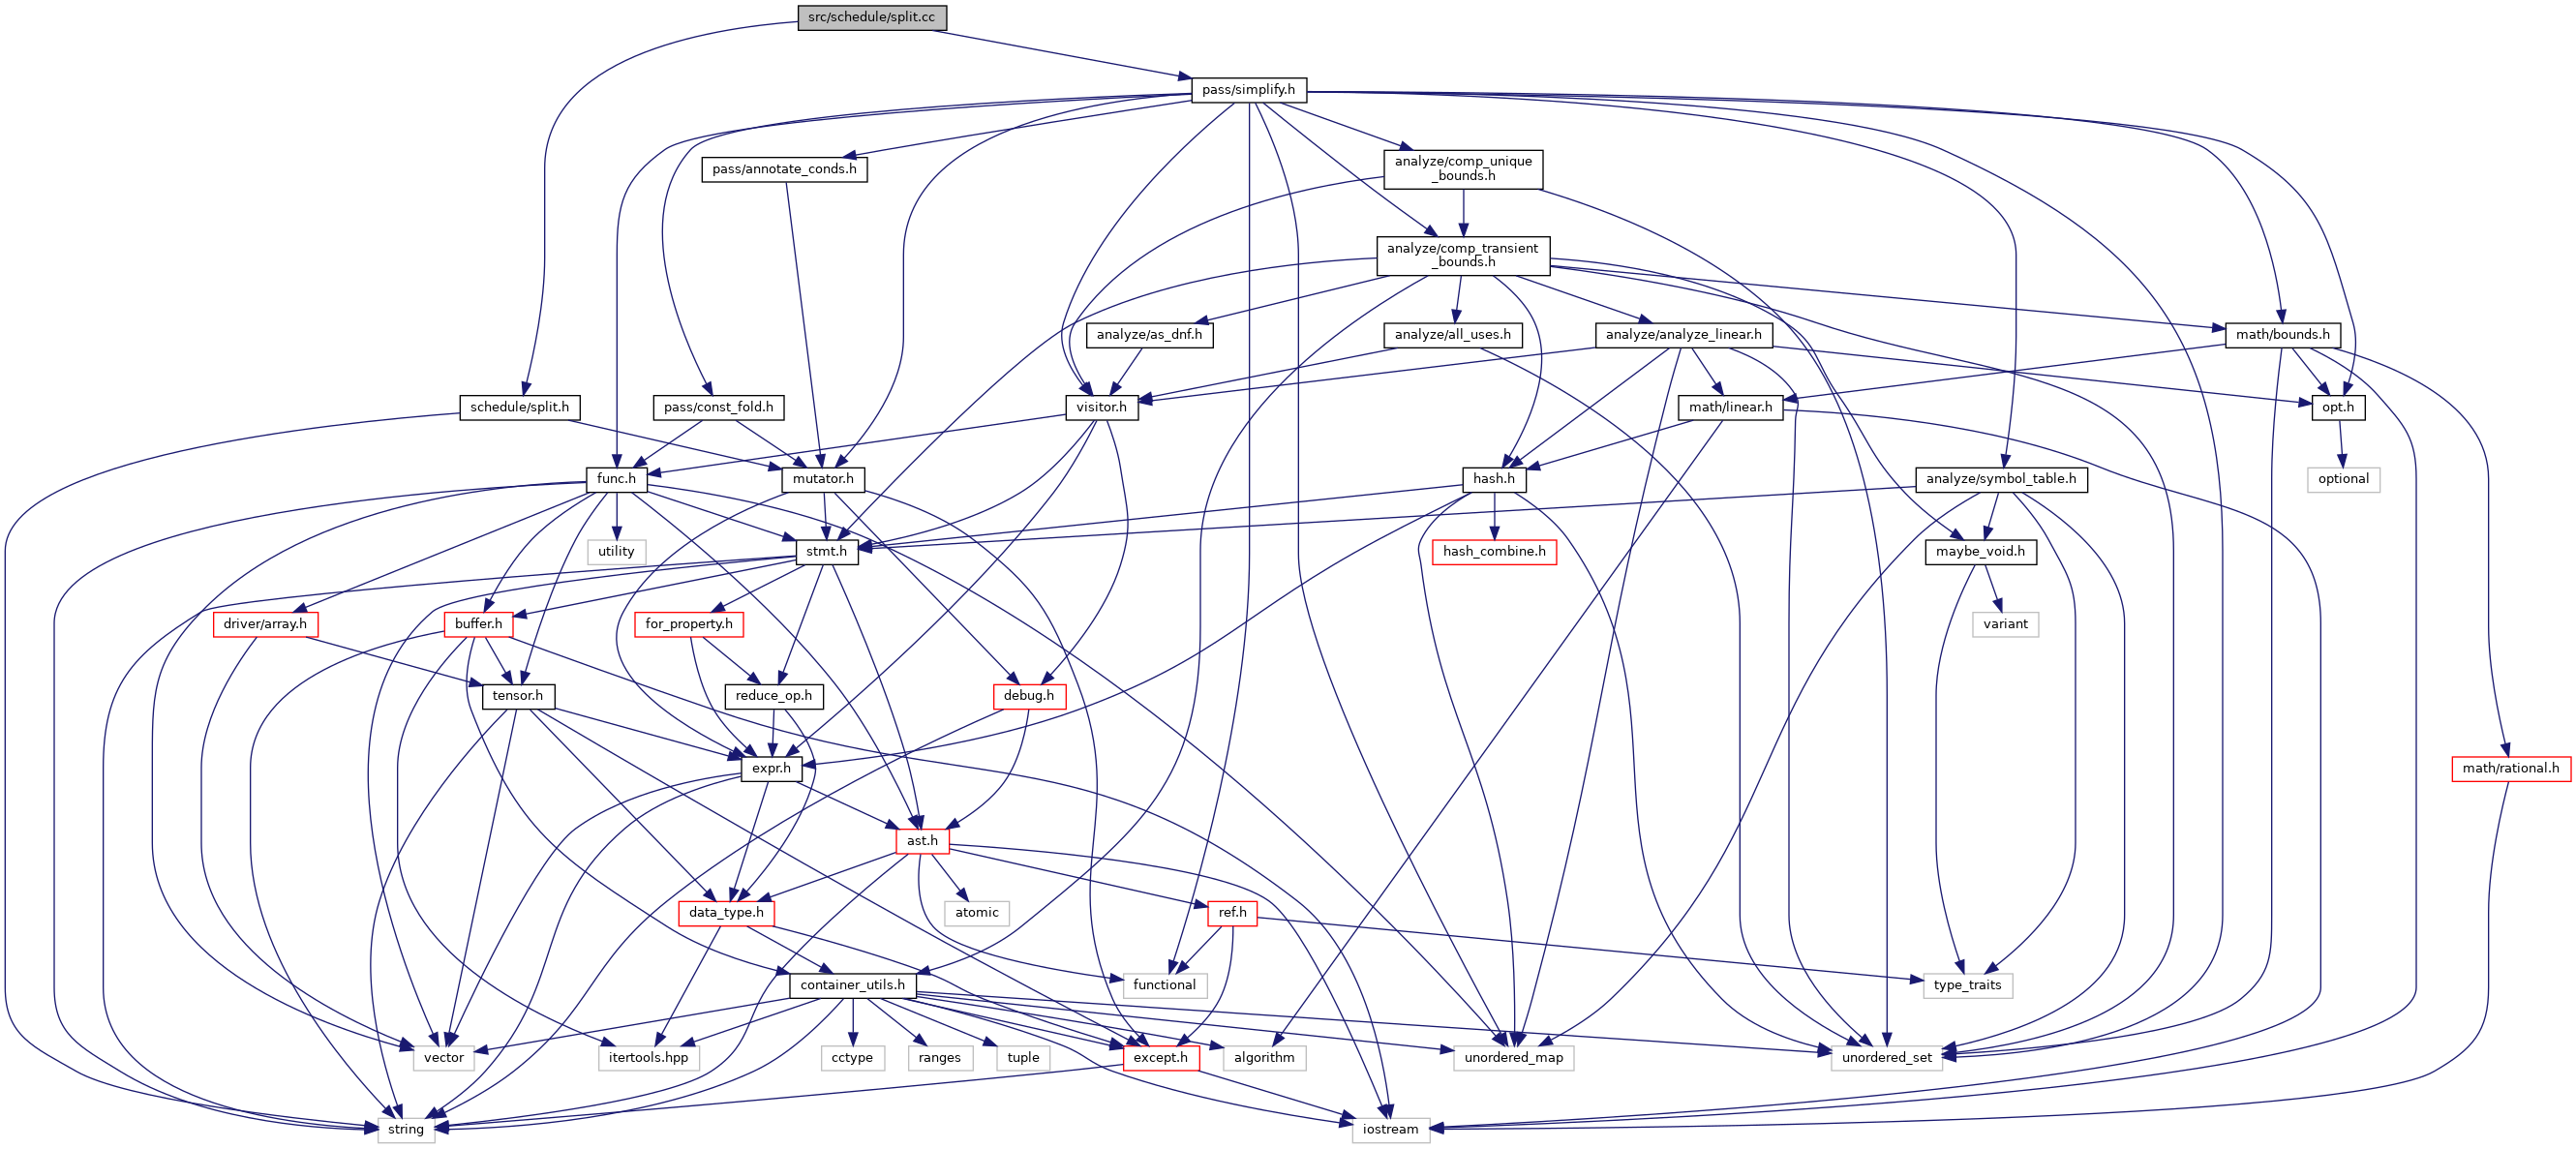 src/schedule/split.cc
pass/simplify.h
pass/annotate_conds.h
analyze/comp_unique
_bounds.h
analyze/comp_transient
_bounds.h
analyze/as_dnf.h
analyze/all_uses.h
analyze/analyze_linear.h
math/bounds.h
schedule/split.h
pass/const_fold.h
visitor.h
math/linear.h
opt.h
func.h
mutator.h
hash.h
analyze/symbol_table.h
optional
utility
stmt.h
hash_combine.h
maybe_void.h
driver/array.h
buffer.h
for_property.h
variant
tensor.h
reduce_op.h
debug.h
expr.h
math/rational.h
ast.h
data_type.h
atomic
ref.h
container_utils.h
functional
type_traits
vector
itertools.hpp
cctype
ranges
tuple
except.h
algorithm
unordered_map
unordered_set
string
iostream